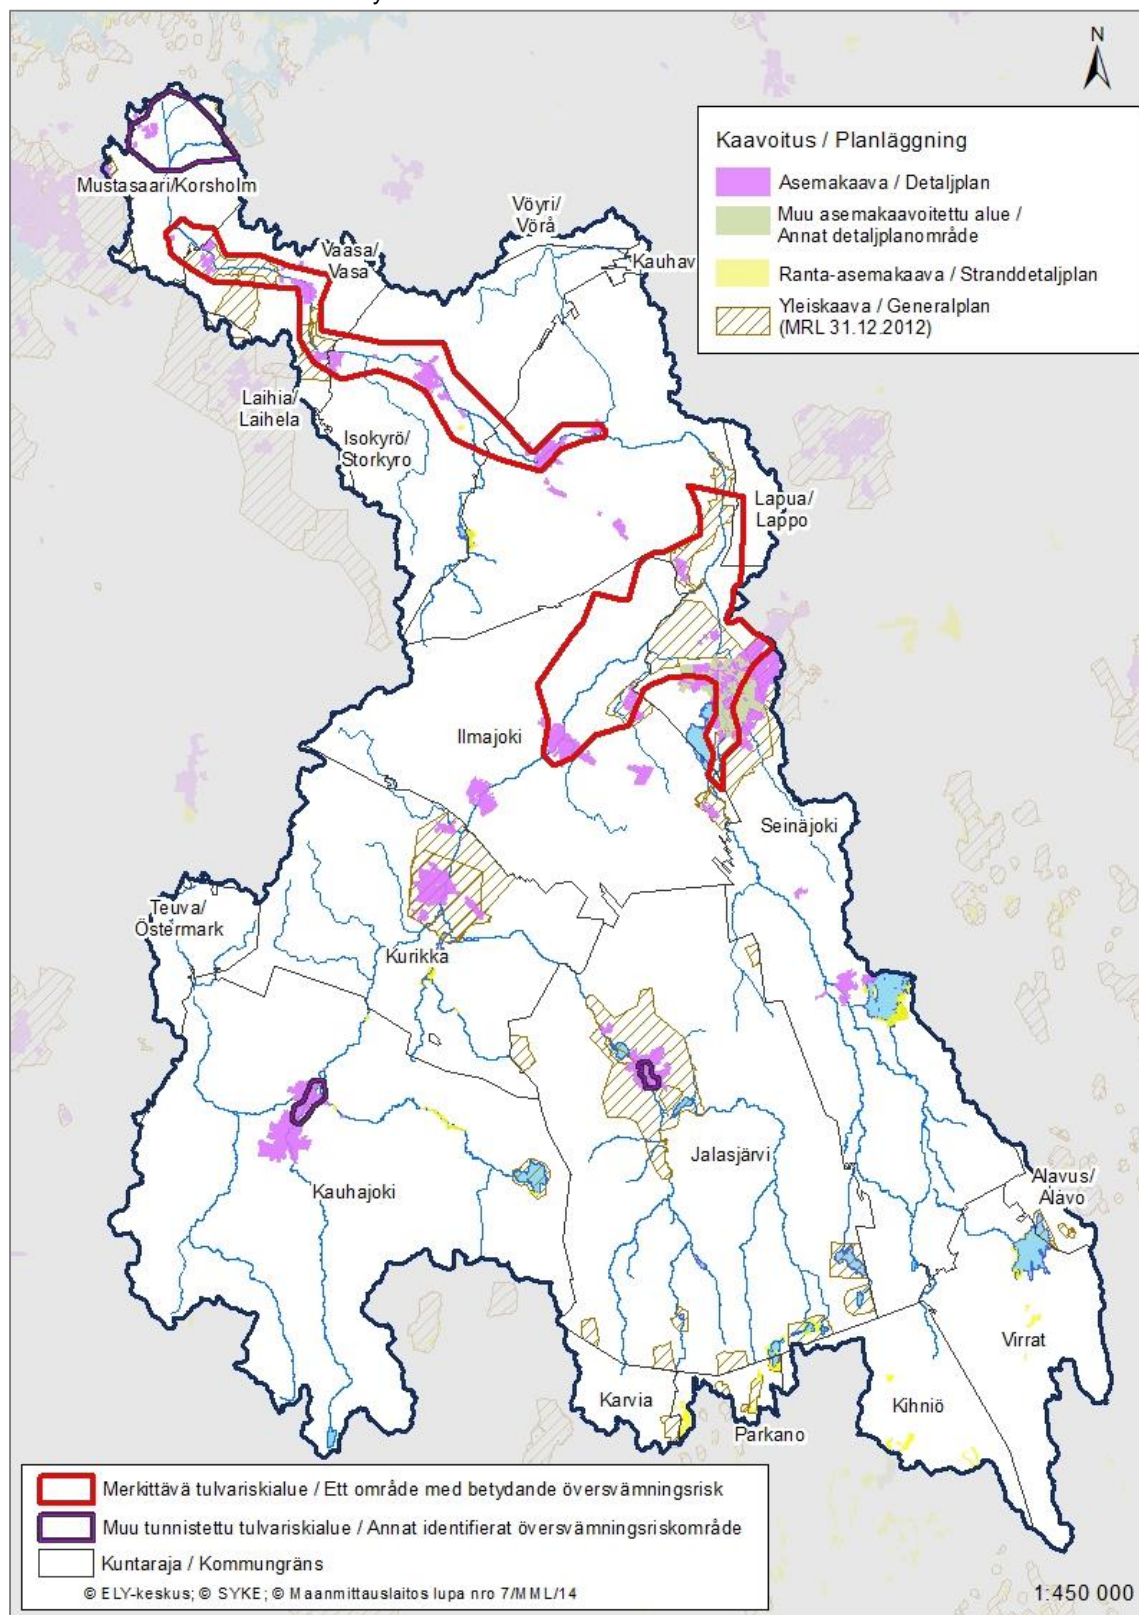 N
Kaavoitus / Planläggning
Asemakaava / Detaljplan
Muu asemakaavoitettu alue /
Annat detaljplanområde
Ranta-asemakaava / Stranddetaljplan
Yleiskaava / Generalplan
(MRL 31.12.2012)
Mustasaari/Korsholm
Vöyri/
Vörå
Vaasa/
Vasa
Kauhav
Laihia/
Laihela
Isokyrö/
Storkyro
Lapua/
Lappo
Ilmajoki
Seinäjoki
Teuva/
Östermark
Kurikka
Jalasjärvi
Kauhajoki
Alavus/
Alavo
Virrat
Karvia
Kihniö
Parkano
Merkittävä tulvariskialue / Ett område med betydande översvämningsrisk
Muu tunnistettu tulvariskialue / Annat identifierat översvämningsriskområde
Kuntaraja / Kommungräns
© ELY-keskus; © SYKE; © Maanmittauslaitos lupa nro 7/MML/14
1:450 000